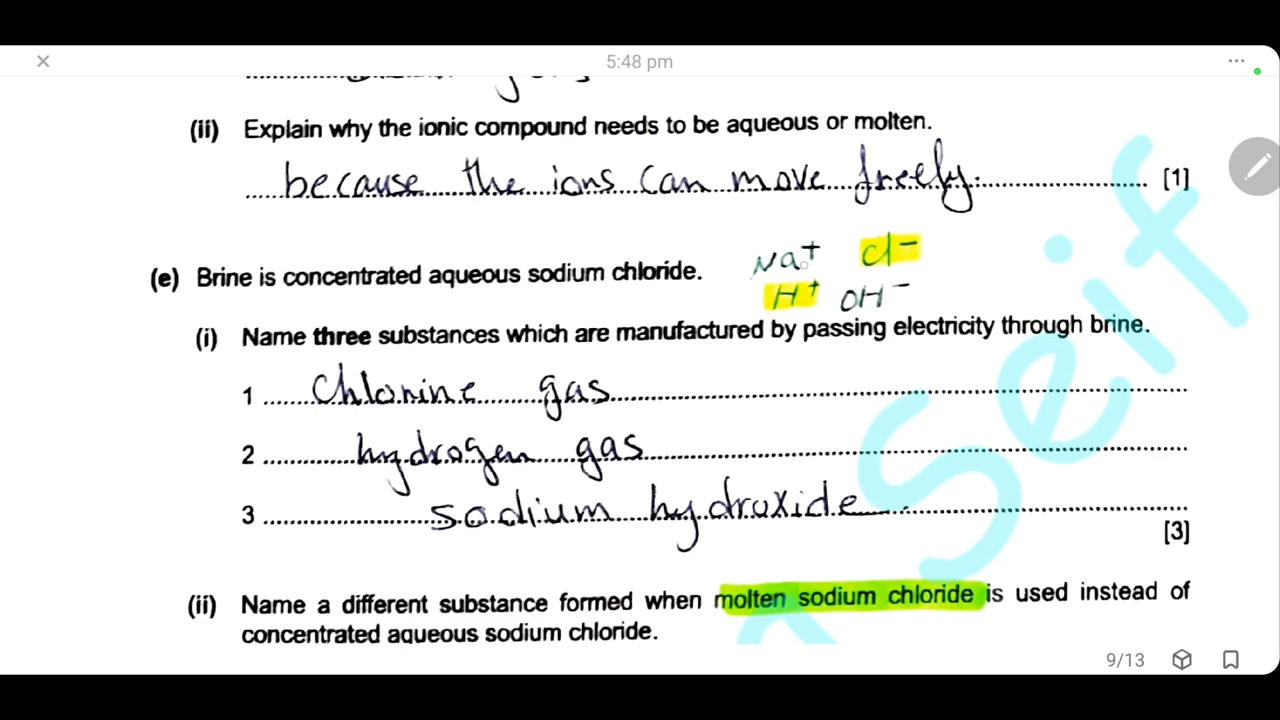 5:48 pm
(ii) Explain why the ionic compound needs to be aqueous or molten.
because the ions can move freely. [1]
Na+ Cl−
(e) Brine is concentrated aqueous sodium chloride.
H+ OH−
(i) Name three substances which are manufactured by passing electricity through brine.
1 Chlorine gas
2 hydrogen gas
3 sodium hydroxide
[3]
(ii) Name a different substance formed when molten sodium chloride is used instead of
concentrated aqueous sodium chloride.
Seif
9/13